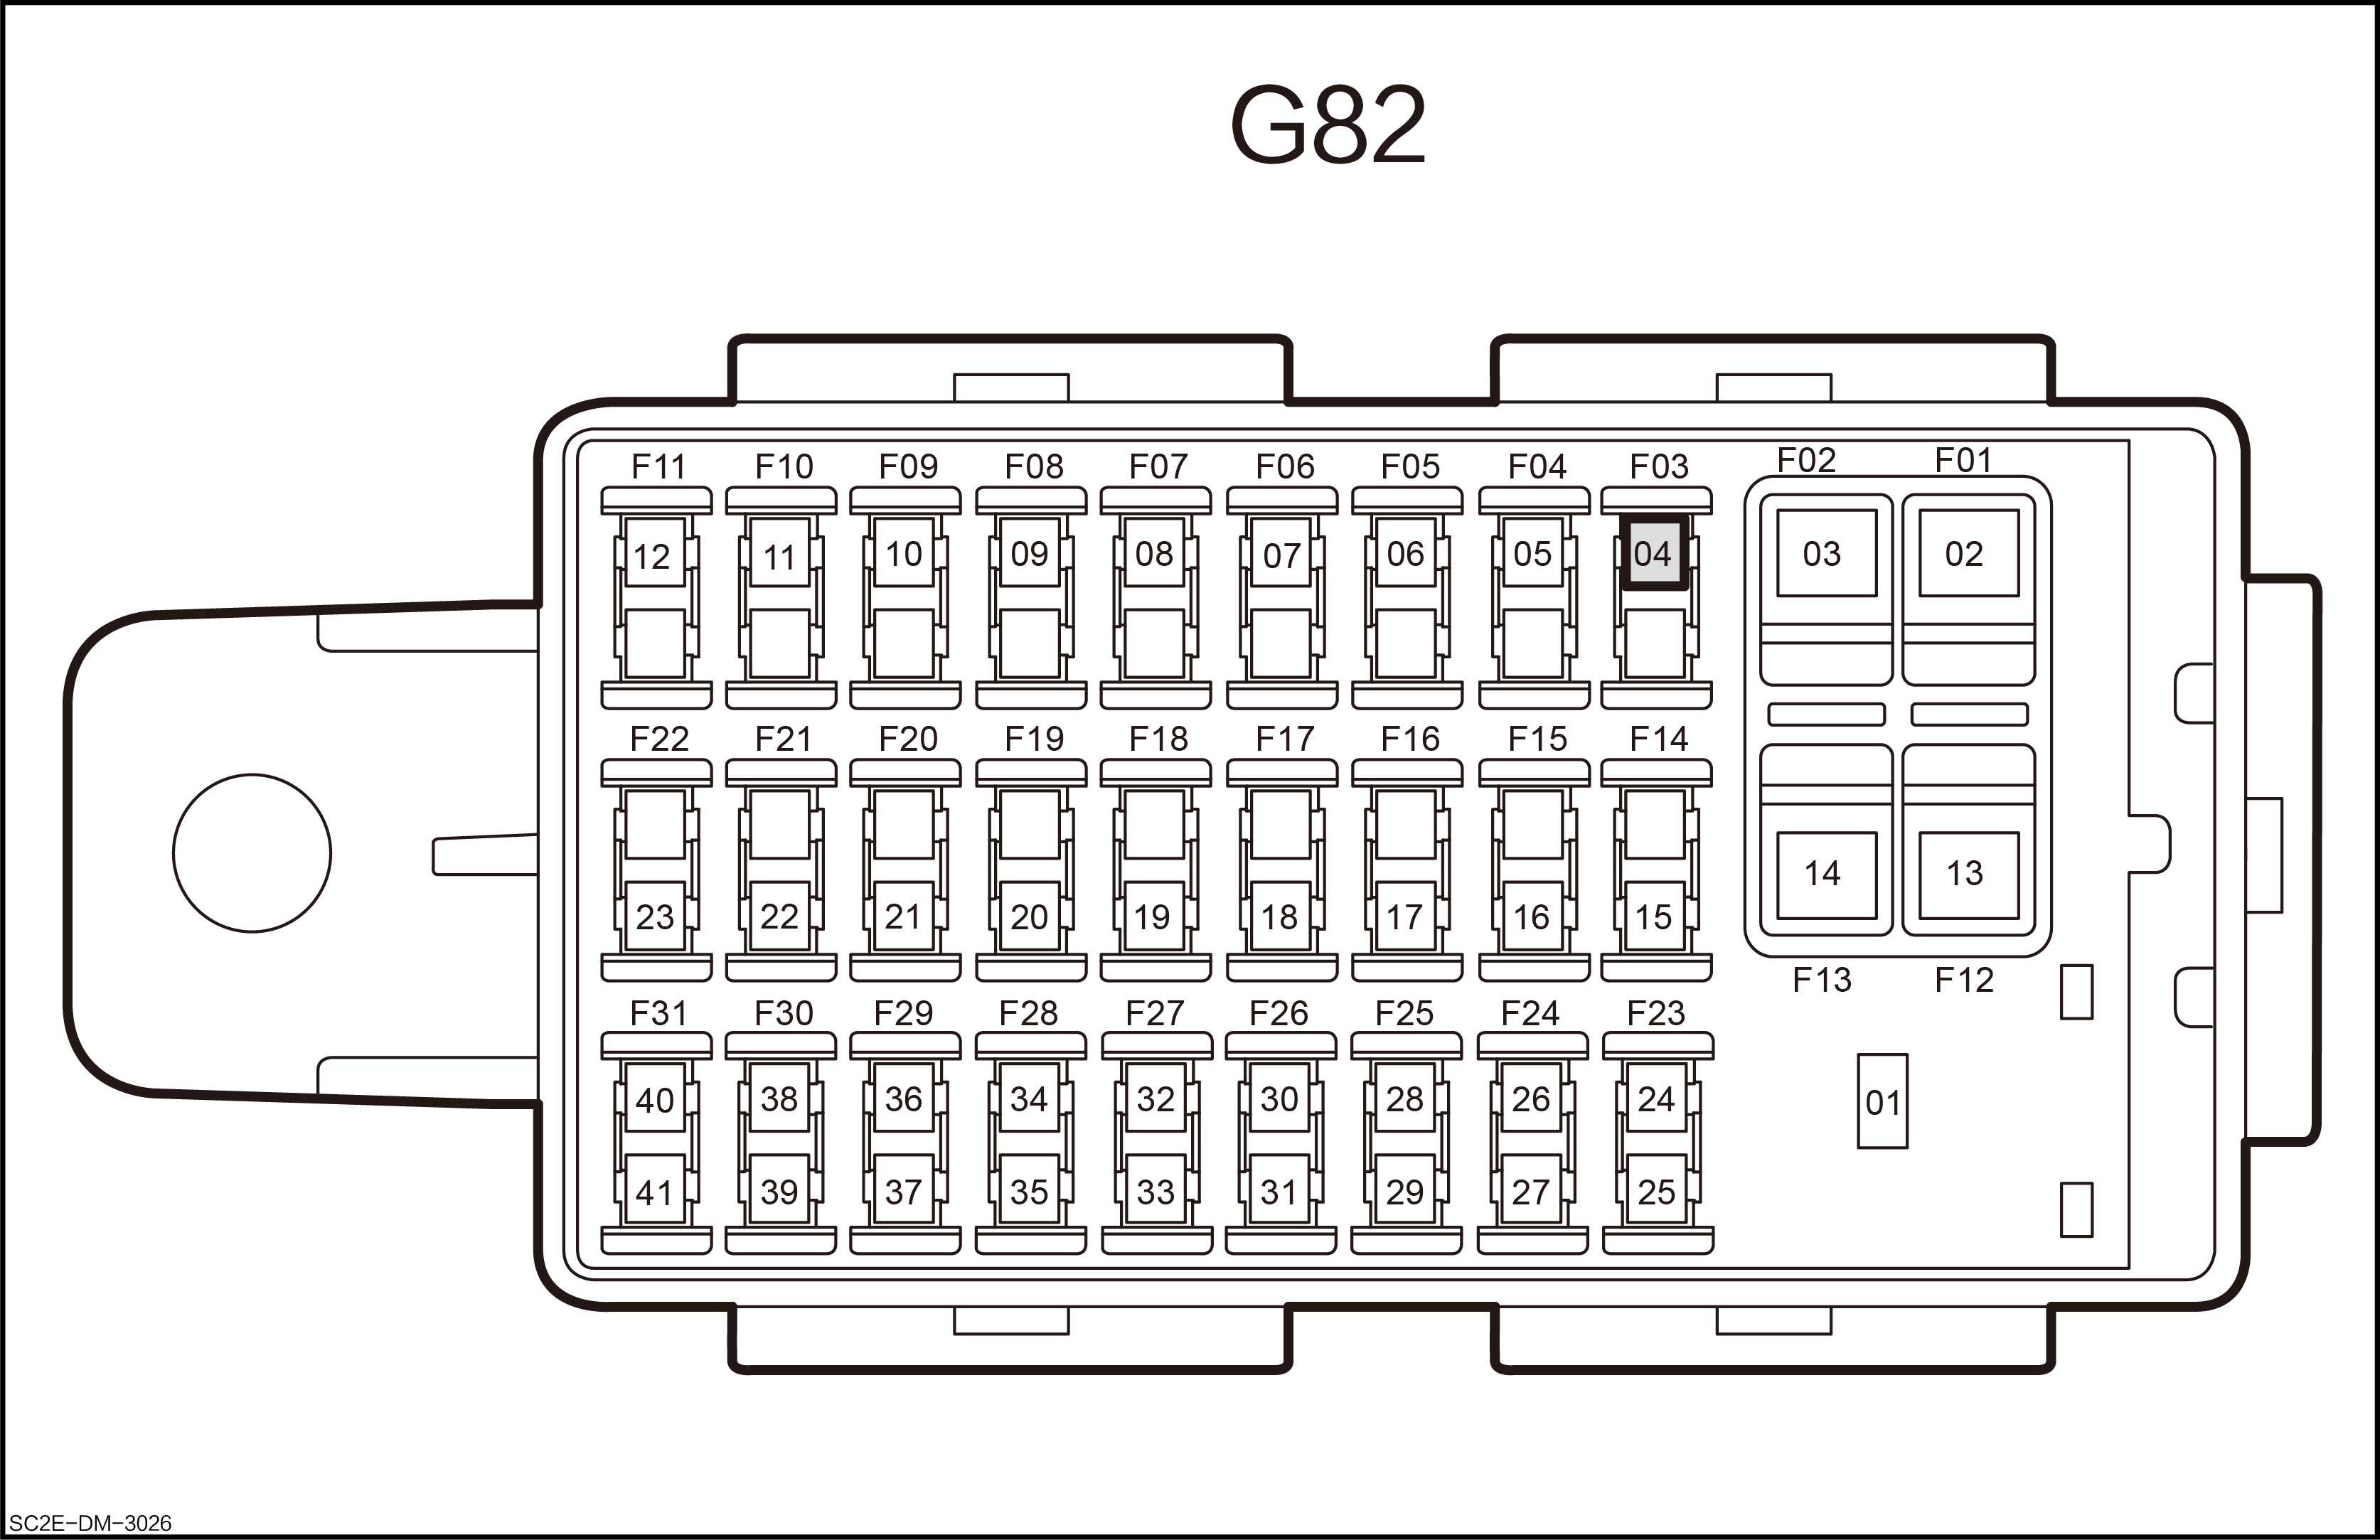 G82
F11 F10 F09 F08 F07 F06 F05 F04 F03 F02 F01
12 11 10 09 08 07 06 05 04 03 02
F22 F21 F20 F19 F18 F17 F16 F15 F14
14 13
23 22 21 20 19 18 17 16 15
F13 F12
F31 F30 F29 F28 F27 F26 F25 F24 F23
40 38 36 34 32 30 28 26 24 01
41 39 37 35 33 31 29 27 25
SC2E-DM-3026